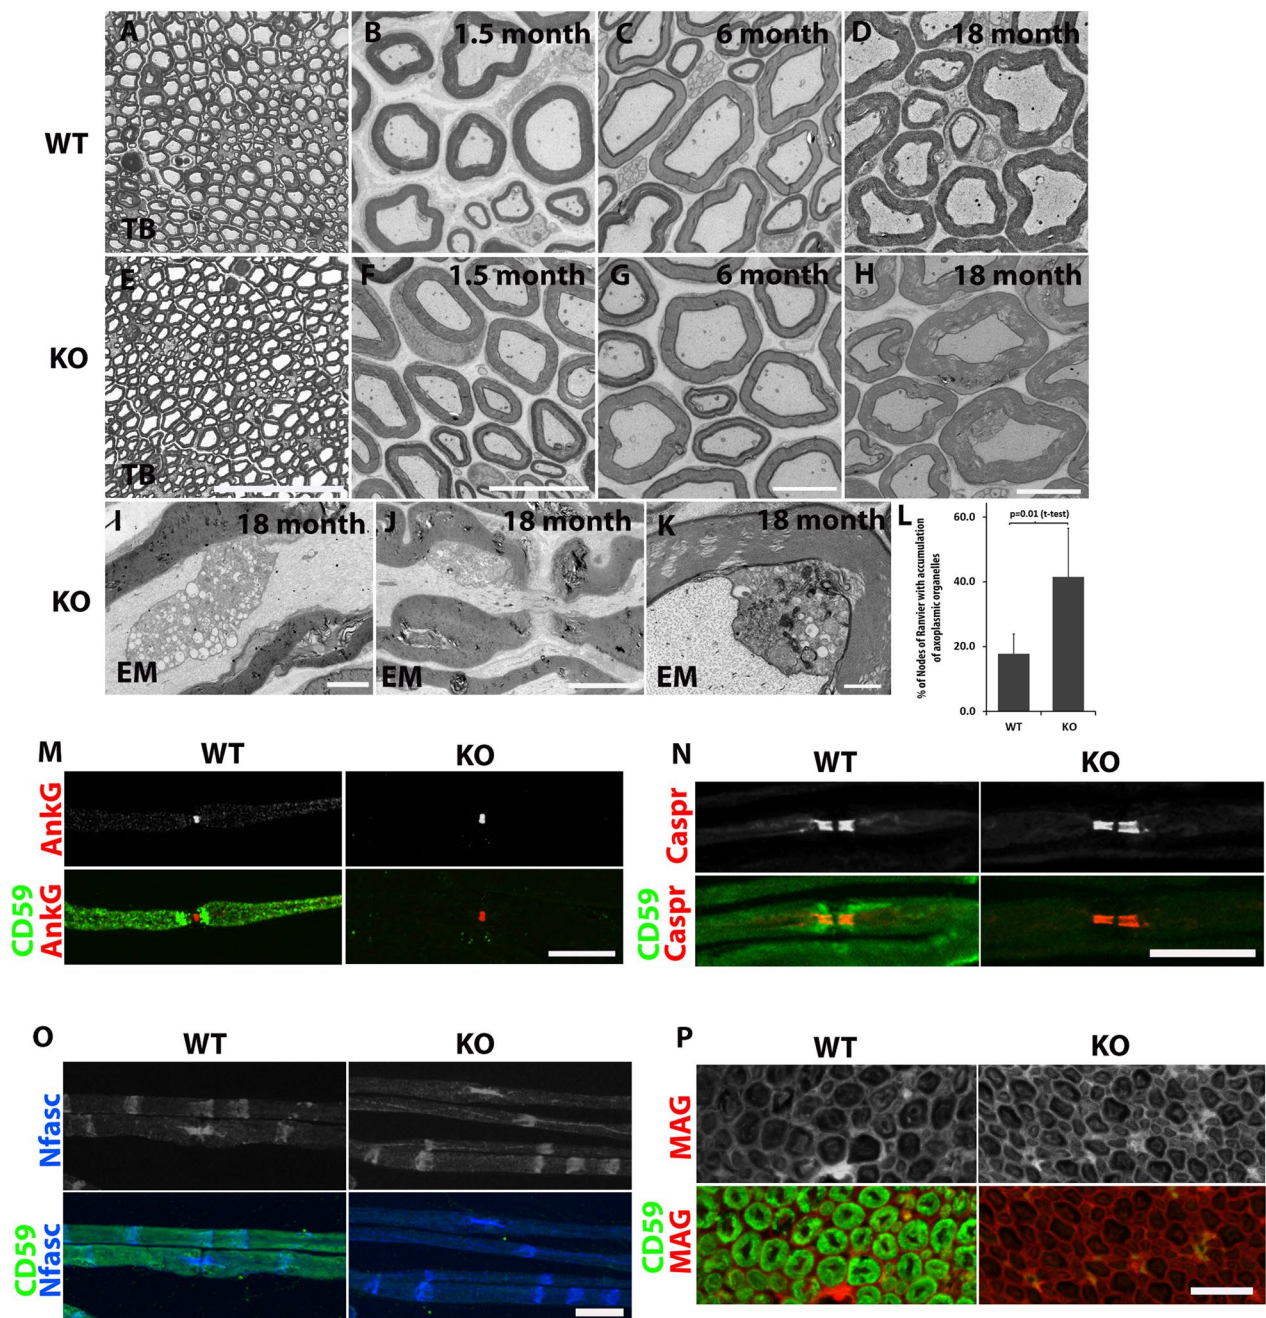 A
B
1.5 month
C
6 month
D
18 month
WT
TB
E
F
1.5 month
G
6 month
H
18 month
KO
TB
I
18 month
J
18 month
K
18 month
L
KO
EM
EM
EM
% of Nodes of Ranvier with accumulation
of axoplasmic organelles
60.0
p=0.01 (t-test)
40.0
20.0
0.0
WT
KO
M
WT
KO
AnkG
CD59
AnkG
N
WT
KO
Caspr
CD59
Caspr
O
WT
KO
Nfasc
CD59
Nfasc
P
WT
KO
MAG
CD59
MAG